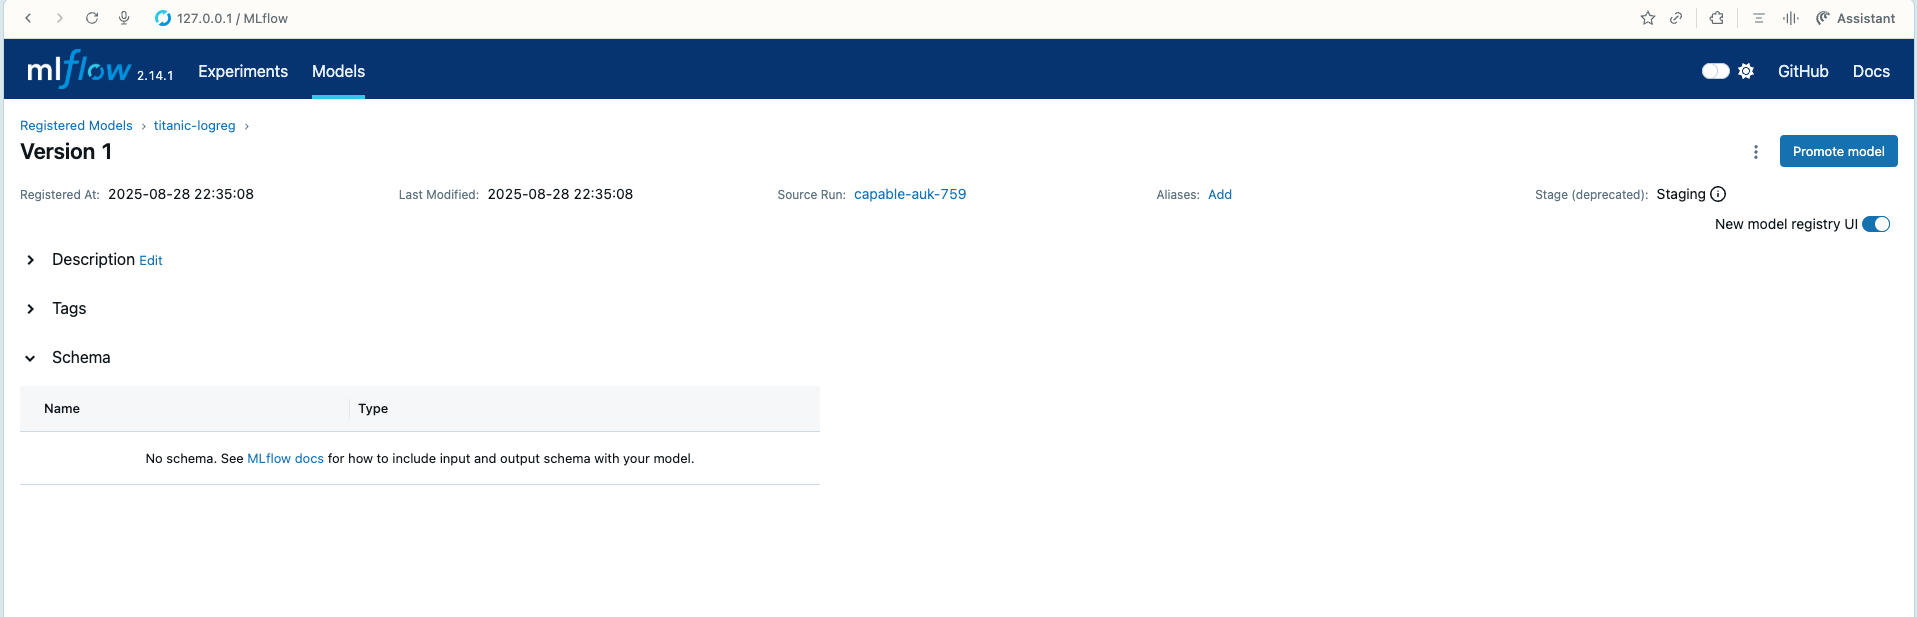 127.0.0.1 / MLflow
Assistant
mlflow 2.14.1 Experiments Models GitHub Docs
Registered Models › titanic-logreg ›
Version 1
Promote model
Registered At: 2025-08-28 22:35:08 Last Modified: 2025-08-28 22:35:08 Source Run: capable-auk-759 Aliases: Add Stage (deprecated): Staging
New model registry UI
Description Edit
Tags
Schema
Name Type
No schema. See MLflow docs for how to include input and output schema with your model.